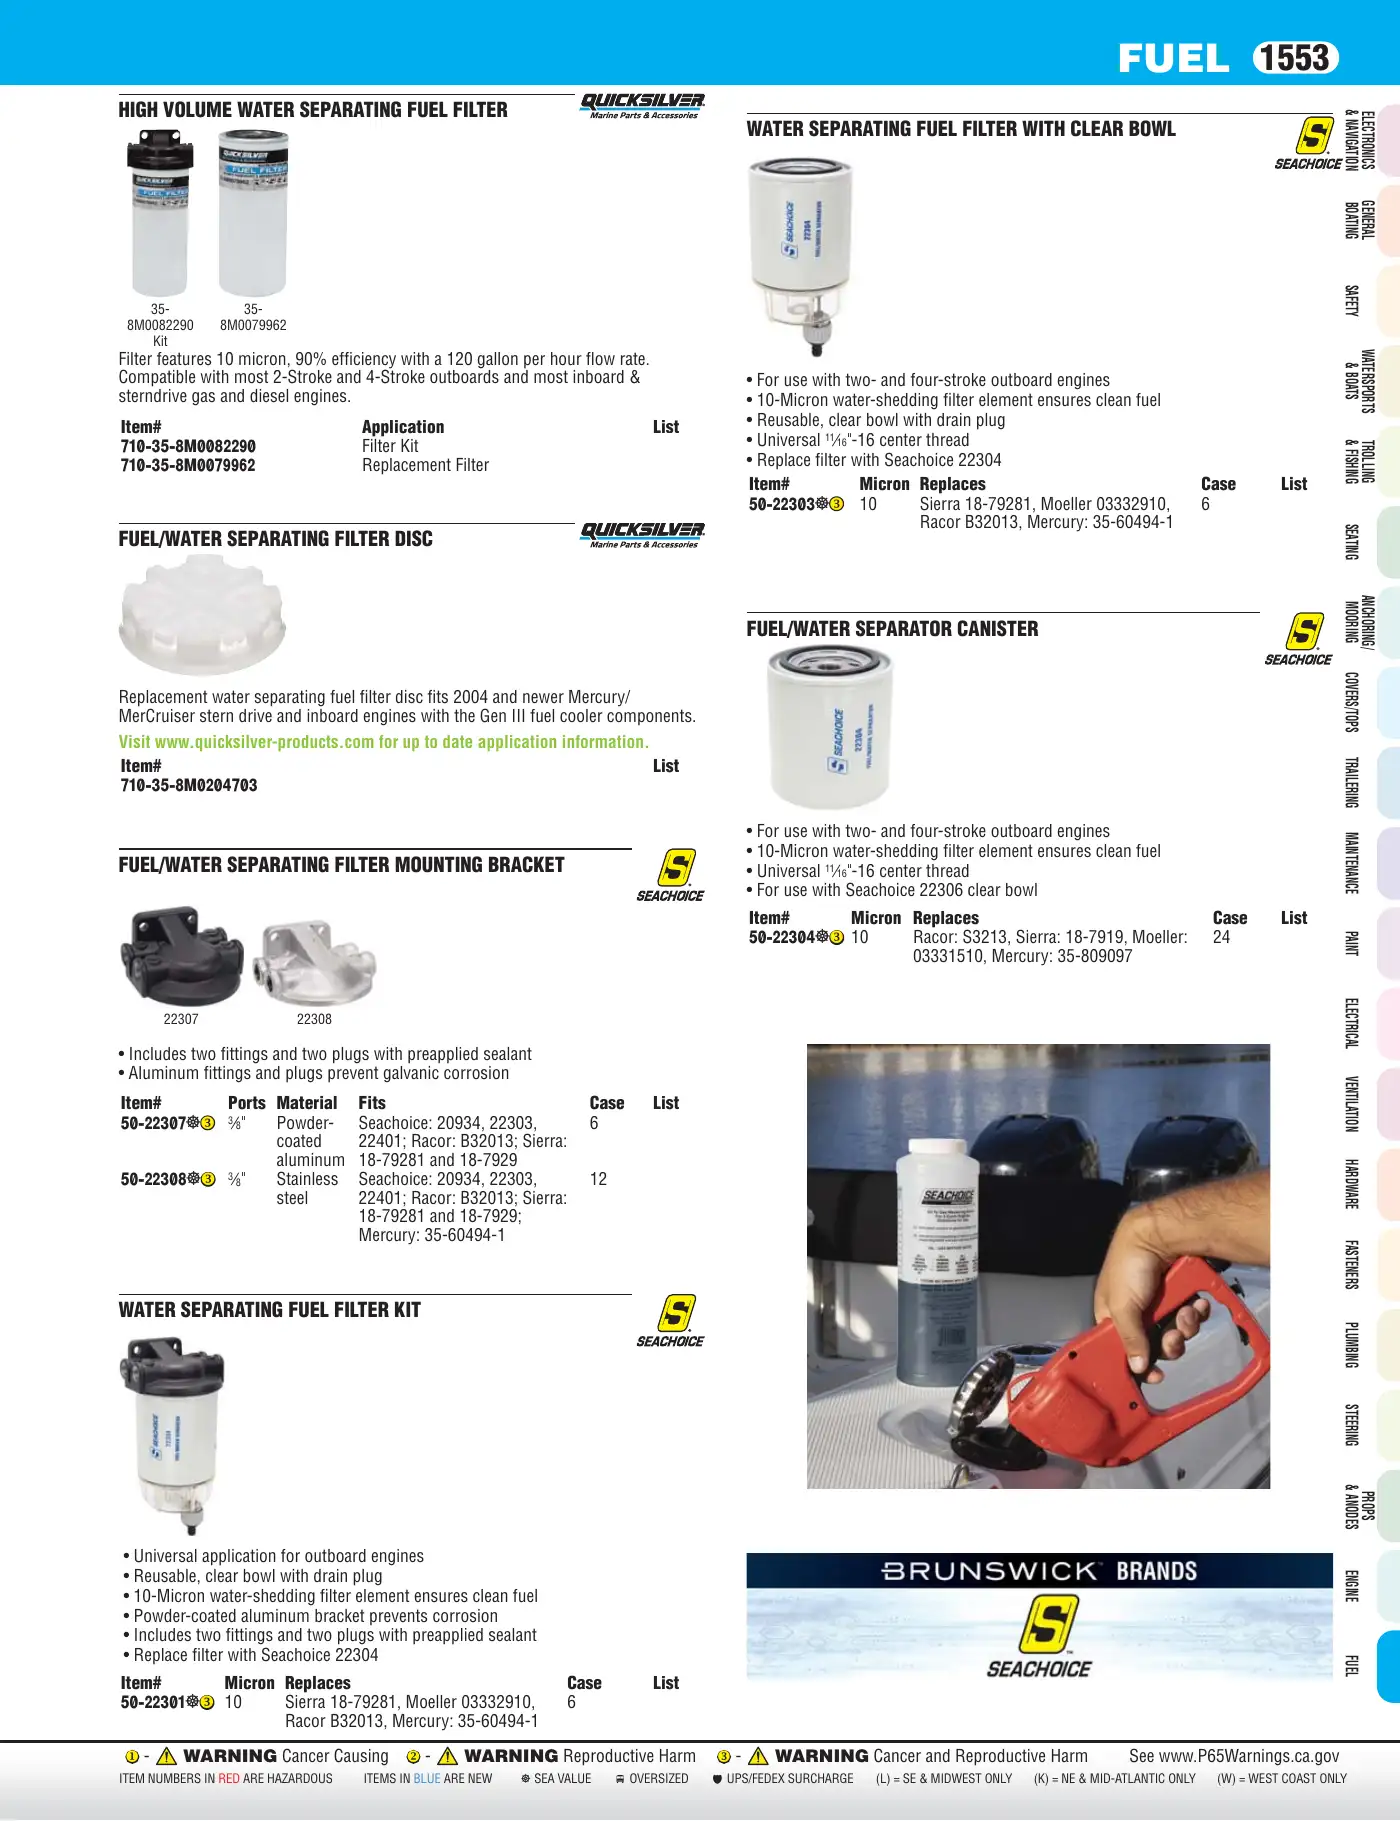 FUEL 1553
HIGH VOLUME WATER SEPARATING FUEL FILTER
QUICKSILVER
Marine Parts & Accessories
QUICKSILVER
FUEL FILTER
QUICKSILVER
FUEL FILTER
35-
8M0082290
Kit
35-
8M0079962
Filter features 10 micron, 90% efficiency with a 120 gallon per hour flow rate.
Compatible with most 2-Stroke and 4-Stroke outboards and most inboard &
sterndrive gas and diesel engines.
Item# Application List
710-35-8M0082290 Filter Kit
710-35-8M0079962 Replacement Filter
FUEL/WATER SEPARATING FILTER DISC
QUICKSILVER
Marine Parts & Accessories
Replacement water separating fuel filter disc fits 2004 and newer Mercury/
MerCruiser stern drive and inboard engines with the Gen III fuel cooler components.
Visit www.quicksilver-products.com for up to date application information.
Item# List
710-35-8M0204703
FUEL/WATER SEPARATING FILTER MOUNTING BRACKET
SEACHOICE
22307 22308
• Includes two fittings and two plugs with preapplied sealant
• Aluminum fittings and plugs prevent galvanic corrosion
Item# Ports Material Fits Case List
50-22307 3 ⅜" Powder- Seachoice: 20934, 22303, 6
coated 22401; Racor: B32013; Sierra:
aluminum 18-79281 and 18-7929
50-22308 3 ⅜" Stainless Seachoice: 20934, 22303, 12
steel 22401; Racor: B32013; Sierra:
18-79281 and 18-7929;
Mercury: 35-60494-1
WATER SEPARATING FUEL FILTER KIT
SEACHOICE
SEACHOICE
22304
• Universal application for outboard engines
• Reusable, clear bowl with drain plug
• 10-Micron water-shedding filter element ensures clean fuel
• Powder-coated aluminum bracket prevents corrosion
• Includes two fittings and two plugs with preapplied sealant
• Replace filter with Seachoice 22304
Item# Micron Replaces Case List
50-22301 3 10 Sierra 18-79281, Moeller 03332910, 6
Racor B32013, Mercury: 35-60494-1
WATER SEPARATING FUEL FILTER WITH CLEAR BOWL
SEACHOICE
SEACHOICE
22304
FUEL/WATER SEPARATOR
• For use with two- and four-stroke outboard engines
• 10-Micron water-shedding filter element ensures clean fuel
• Reusable, clear bowl with drain plug
• Universal 11⁄16"-16 center thread
• Replace filter with Seachoice 22304
Item# Micron Replaces Case List
50-22303 3 10 Sierra 18-79281, Moeller 03332910, 6
Racor B32013, Mercury: 35-60494-1
FUEL/WATER SEPARATOR CANISTER
SEACHOICE
SEACHOICE
22304
FUEL/WATER SEPARATOR
• For use with two- and four-stroke outboard engines
• 10-Micron water-shedding filter element ensures clean fuel
• Universal 11⁄16"-16 center thread
• For use with Seachoice 22306 clear bowl
Item# Micron Replaces Case List
50-22304 3 10 Racor: S3213, Sierra: 18-7919, Moeller: 24
03331510, Mercury: 35-809097
SEACHOICE
BRUNSWICK™ BRANDS
SEACHOICE
ELECTRONICS
& NAVIGATION
GENERAL
BOATING
SAFETY
WATERSPORTS
& BOATS
TROLLING
& FISHING
SEATING
ANCHORING/
MOORING
COVERS/TOPS
TRAILERING
MAINTENANCE
PAINT
ELECTRICAL
VENTILATION
HARDWARE
FASTENERS
PLUMBING
STEERING
PROPS
& ANODES
ENGINE
FUEL
1 - WARNING Cancer Causing 2 - WARNING Reproductive Harm 3 - WARNING Cancer and Reproductive Harm See www.P65Warnings.ca.gov
ITEM NUMBERS IN RED ARE HAZARDOUS ITEMS IN BLUE ARE NEW SEA VALUE OVERSIZED UPS/FEDEX SURCHARGE (L) = SE & MIDWEST ONLY (K) = NE & MID-ATLANTIC ONLY (W) = WEST COAST ONLY